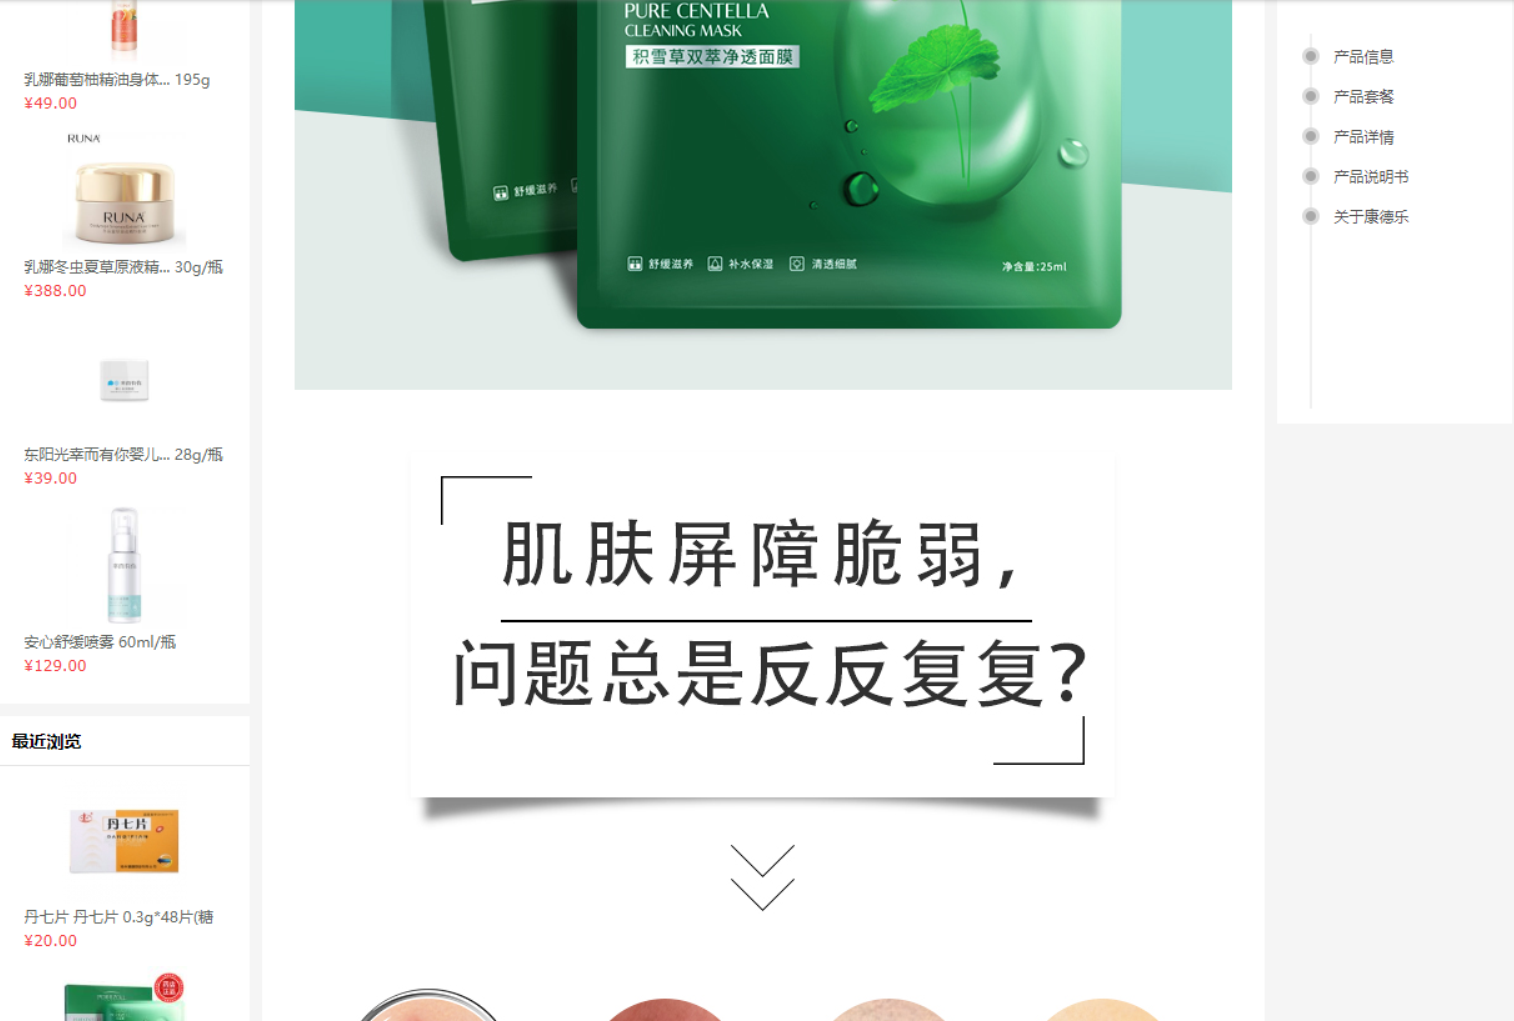 乳娜葡萄柚精油身体... 195g
¥49.00
RUNA
RUNA
乳娜冬虫夏草原液精... 30g/瓶
¥388.00
东阳光幸而有你婴儿... 28g/瓶
¥39.00
安心舒缓喷雾 60ml/瓶
¥129.00
最近浏览
丹七片
丹七片 丹七片 0.3g*48片(糖
¥20.00
PURE CENTELLA
CLEANING MASK
积雪草双萃净透面膜
舒缓滋养
舒缓滋养 补水保湿 清透细腻
净含量:25ml
肌肤屏障脆弱,
问题总是反反复复?
产品信息
产品套餐
产品详情
产品说明书
关于康德乐